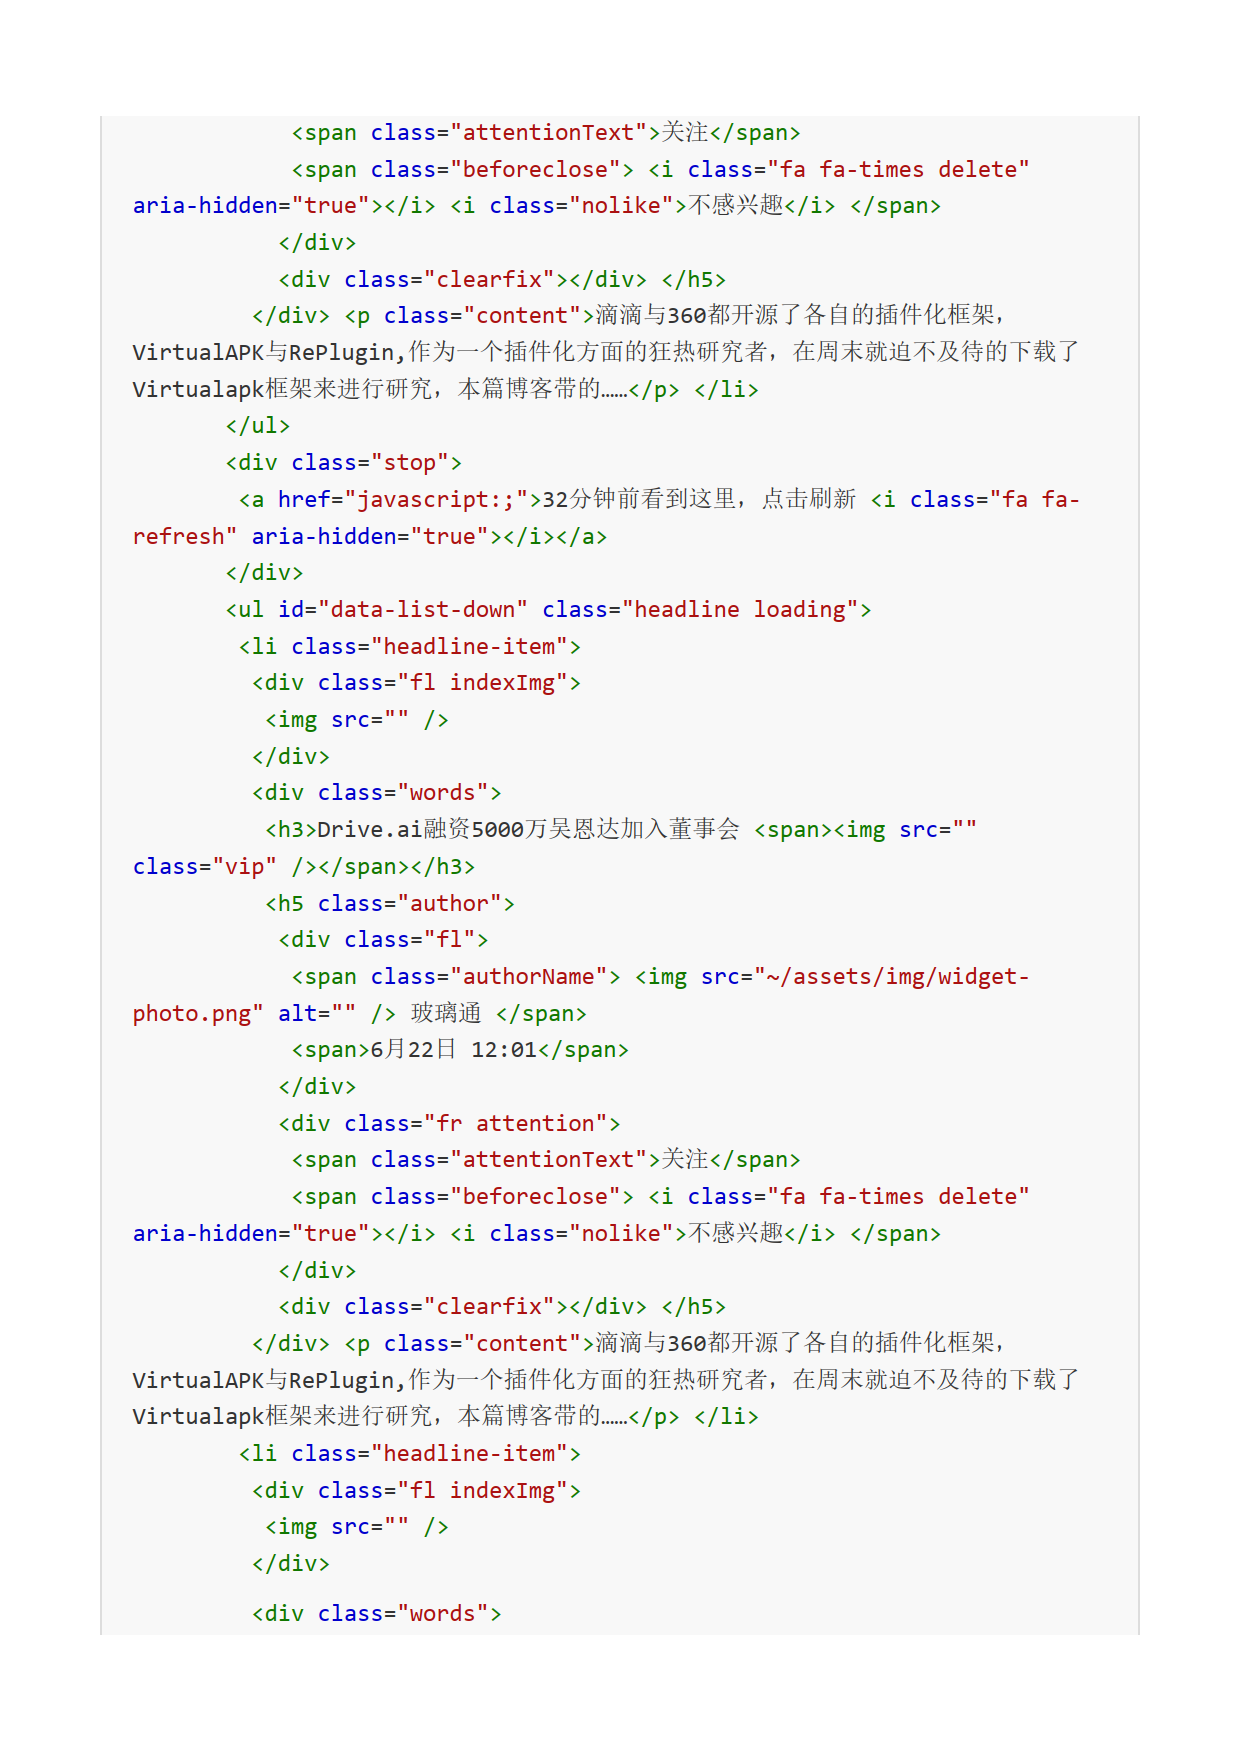 <span class="attentionText">关注</span>
<span class="beforeclose"> <i class="fa fa-times delete"
aria-hidden="true"></i> <i class="nolike">不感兴趣</i> </span>
</div>
<div class="clearfix"></div> </h5>
</div> <p class="content">滴滴与360都开源了各自的插件化框架，
VirtualAPK与RePlugin,作为一个插件化方面的狂热研究者，在周末就迫不及待的下载了
Virtualapk框架来进行研究，本篇博客带的……</p> </li>
</ul>
<div class="stop">
<a href="javascript:;">32分钟前看到这里，点击刷新 <i class="fa fa-
refresh" aria-hidden="true"></i></a>
</div>
<ul id="data-list-down" class="headline loading">
<li class="headline-item">
<div class="fl indexImg">
<img src="" />
</div>
<div class="words">
<h3>Drive.ai融资5000万吴恩达加入董事会 <span><img src=""
class="vip" /></span></h3>
<h5 class="author">
<div class="fl">
<span class="authorName"> <img src="~/assets/img/widget-
photo.png" alt="" /> 玻璃通 </span>
<span>6月22日 12:01</span>
</div>
<div class="fr attention">
<span class="attentionText">关注</span>
<span class="beforeclose"> <i class="fa fa-times delete"
aria-hidden="true"></i> <i class="nolike">不感兴趣</i> </span>
</div>
<div class="clearfix"></div> </h5>
</div> <p class="content">滴滴与360都开源了各自的插件化框架，
VirtualAPK与RePlugin,作为一个插件化方面的狂热研究者，在周末就迫不及待的下载了
Virtualapk框架来进行研究，本篇博客带的……</p> </li>
<li class="headline-item">
<div class="fl indexImg">
<img src="" />
</div>
<div class="words">